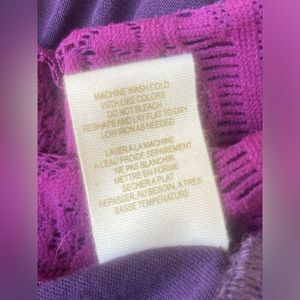 MACHINE WASH COLD
WITH LIKE COLORS
DO NOT BLEACH
RESHAPE AND LAY FLAT TO DRY
LOW IRON AS NEEDED
LAVER A LA MACHINE
A L'EAU FROIDE SEPAREMENT
NE PAS BLANCHIR
METTRE EN FORME
SECHER A PLAT
REPASSER, AU BESOIN, A TRES
BASSE TEMPERATURE